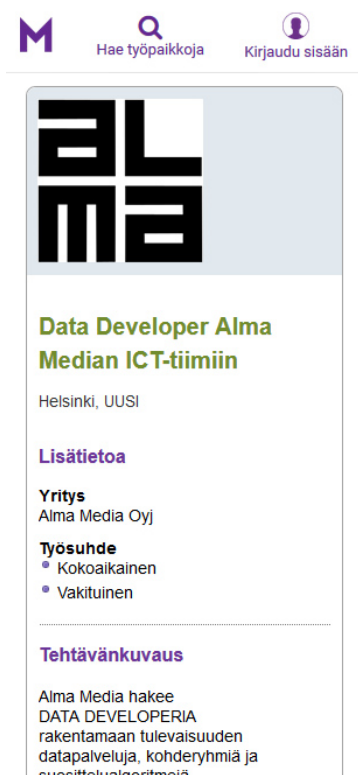 M
Hae työpaikkoja
Kirjaudu sisään
aLma
Data Developer Alma
Median ICT-tiimiin
Helsinki, UUSI
Lisätietoa
Yritys
Alma Media Oyj
Työsuhde
Kokoaikainen
Vakituinen
Tehtävänkuvaus
Alma Media hakee
DATA DEVELOPERIA
rakentamaan tulevaisuuden
datapalveluja, kohderyhmiä ja